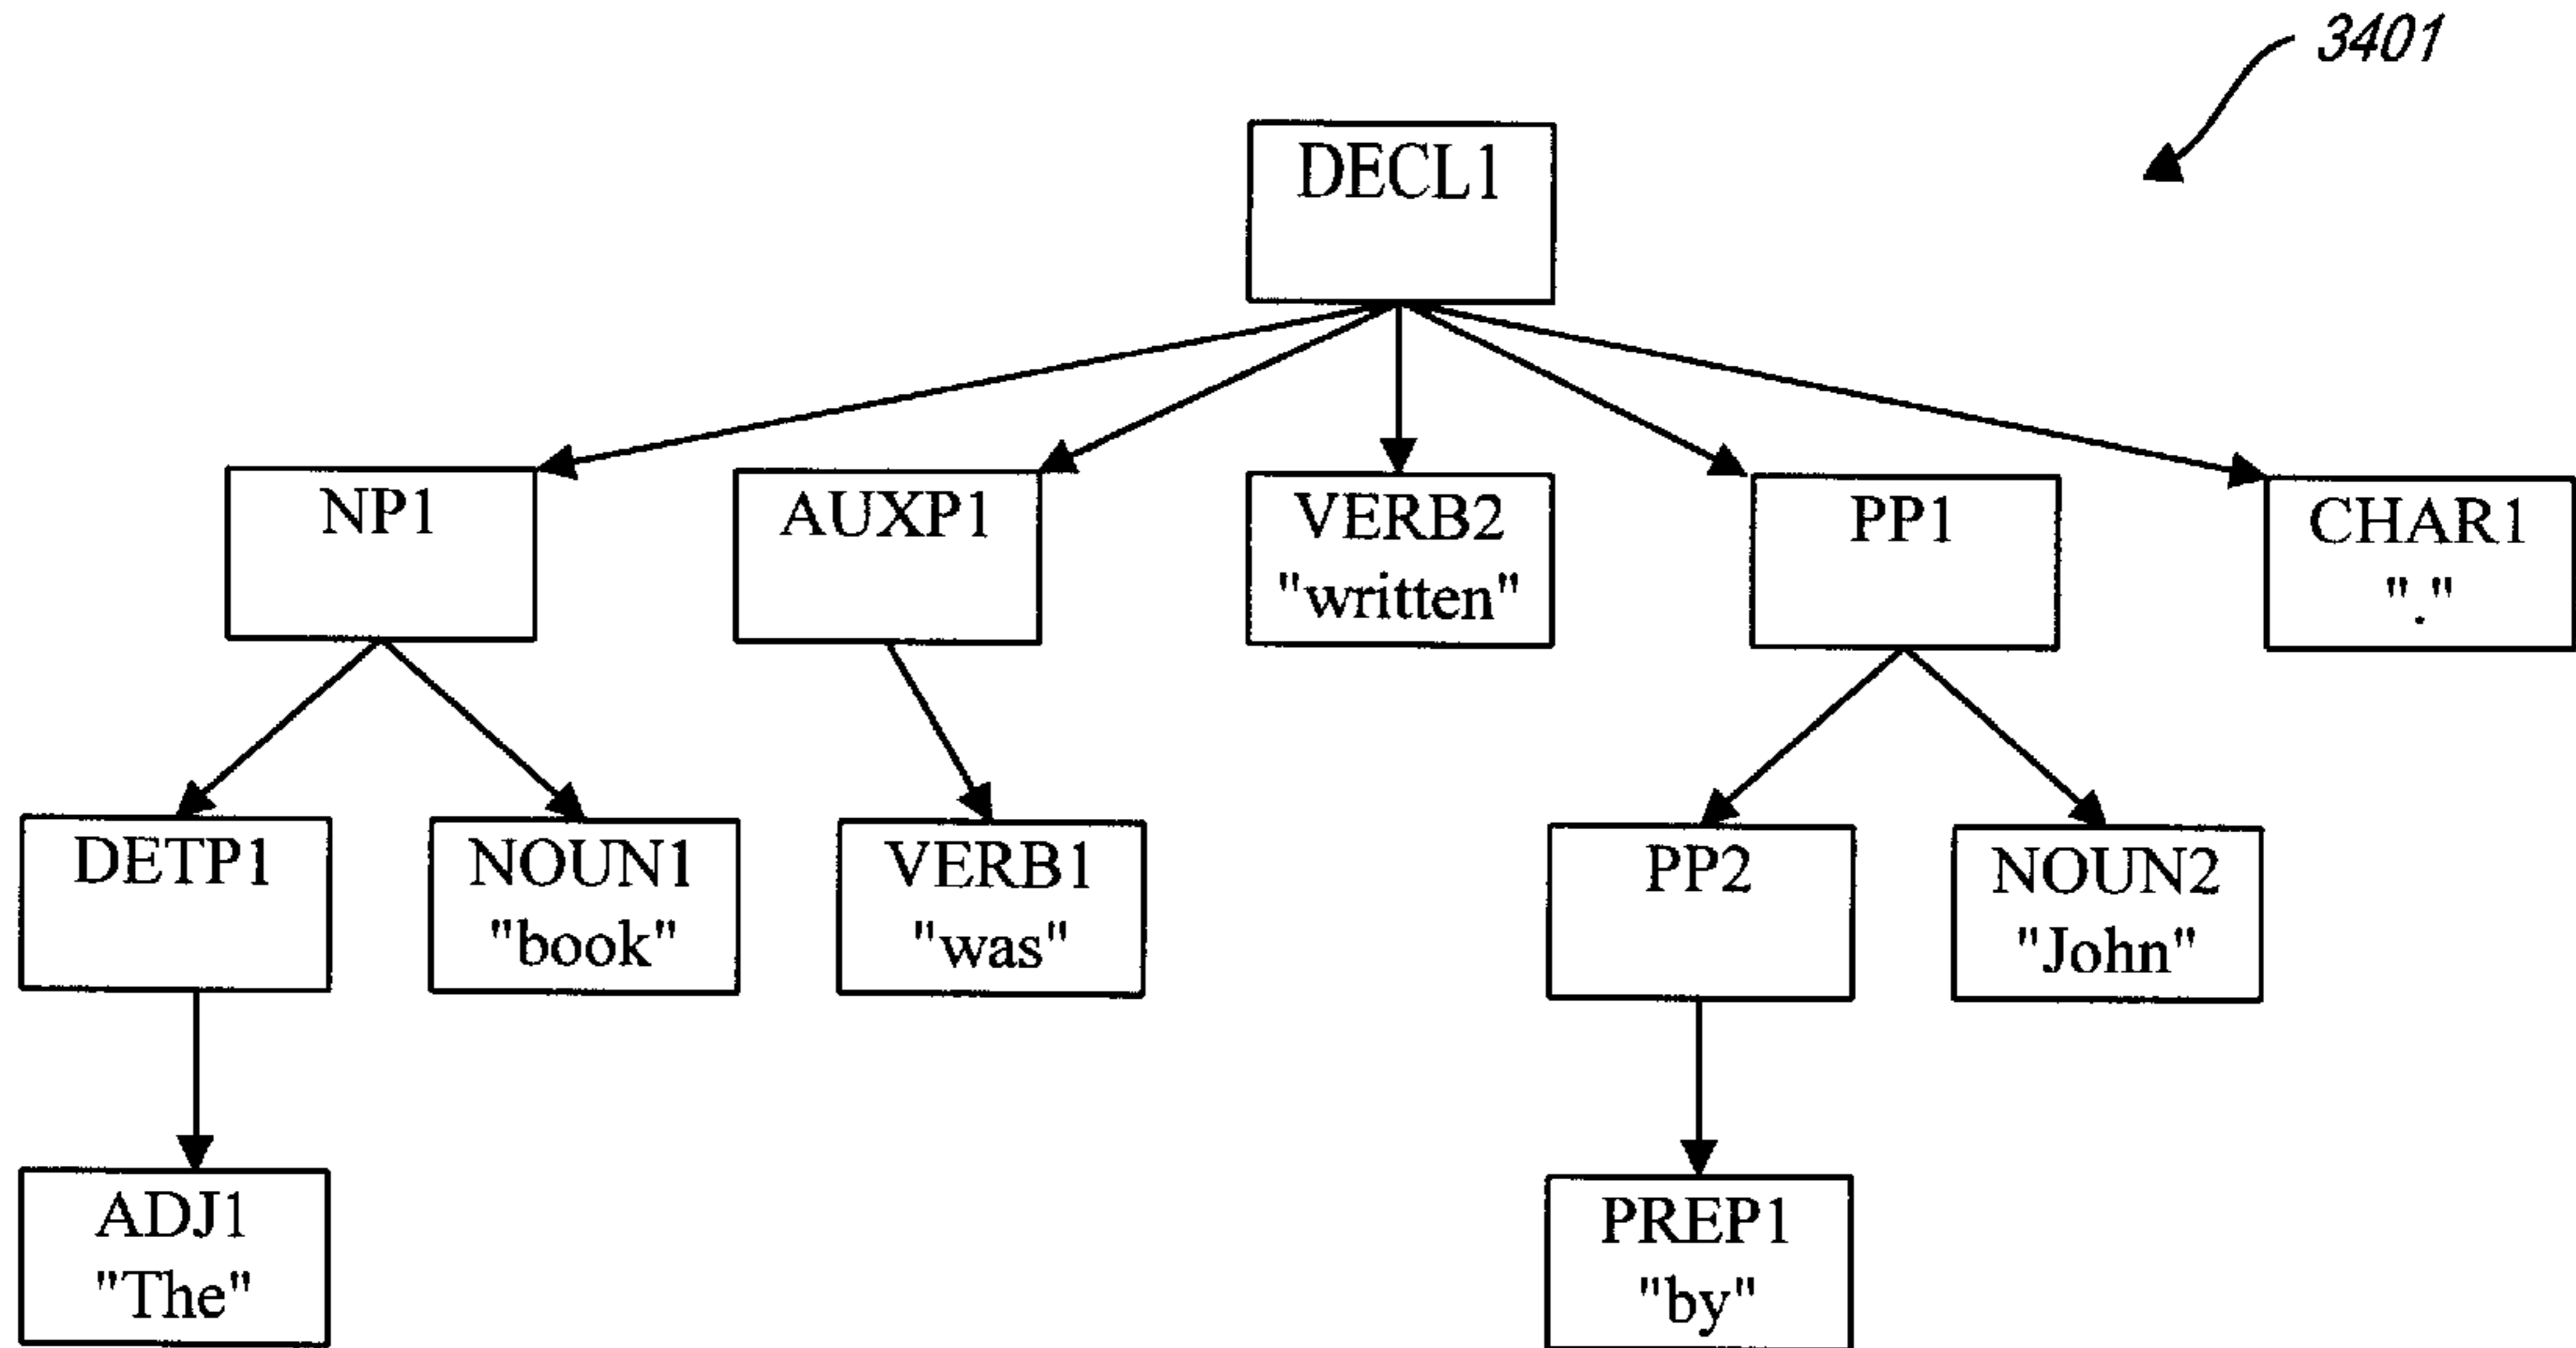 3401
DECL1
NP1
AUXP1
VERB2
"written"
PP1
CHAR1
"."
DETP1
NOUN1
"book"
VERB1
"was"
PP2
NOUN2
"John"
ADJ1
"The"
PREP1
"by"